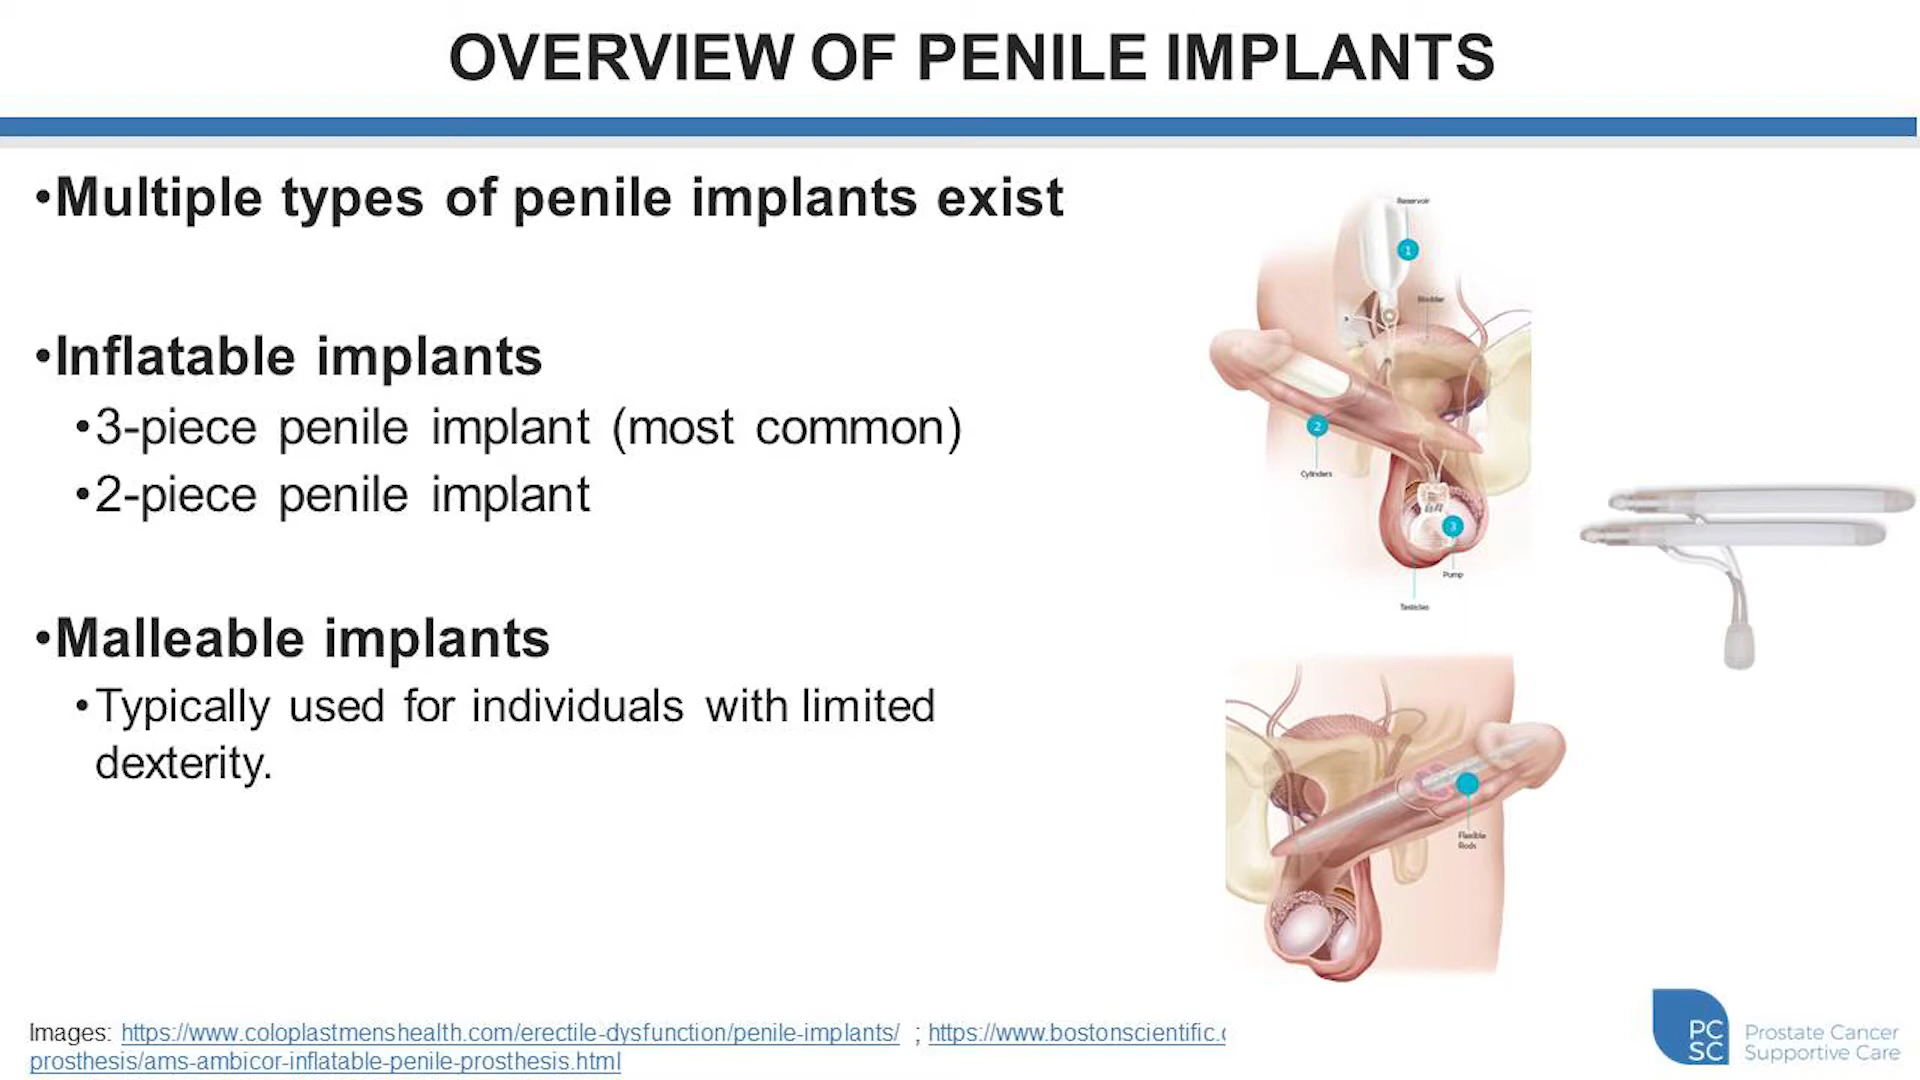 OVERVIEW OF PENILE IMPLANTS
•Multiple types of penile implants exist
•Inflatable implants
•3-piece penile implant (most common)
•2-piece penile implant
•Malleable implants
•Typically used for individuals with limited
dexterity.
Reservoir
1
Bladder
2
Cylinders
3
Pump
Testicles
Flexible
Rods
Images: https://www.coloplastmenshealth.com/erectile-dysfunction/penile-implants/ ; https://www.bostonscientific.c
prosthesis/ams-ambicor-inflatable-penile-prosthesis.html
PC
SC
Prostate Cancer
Supportive Care